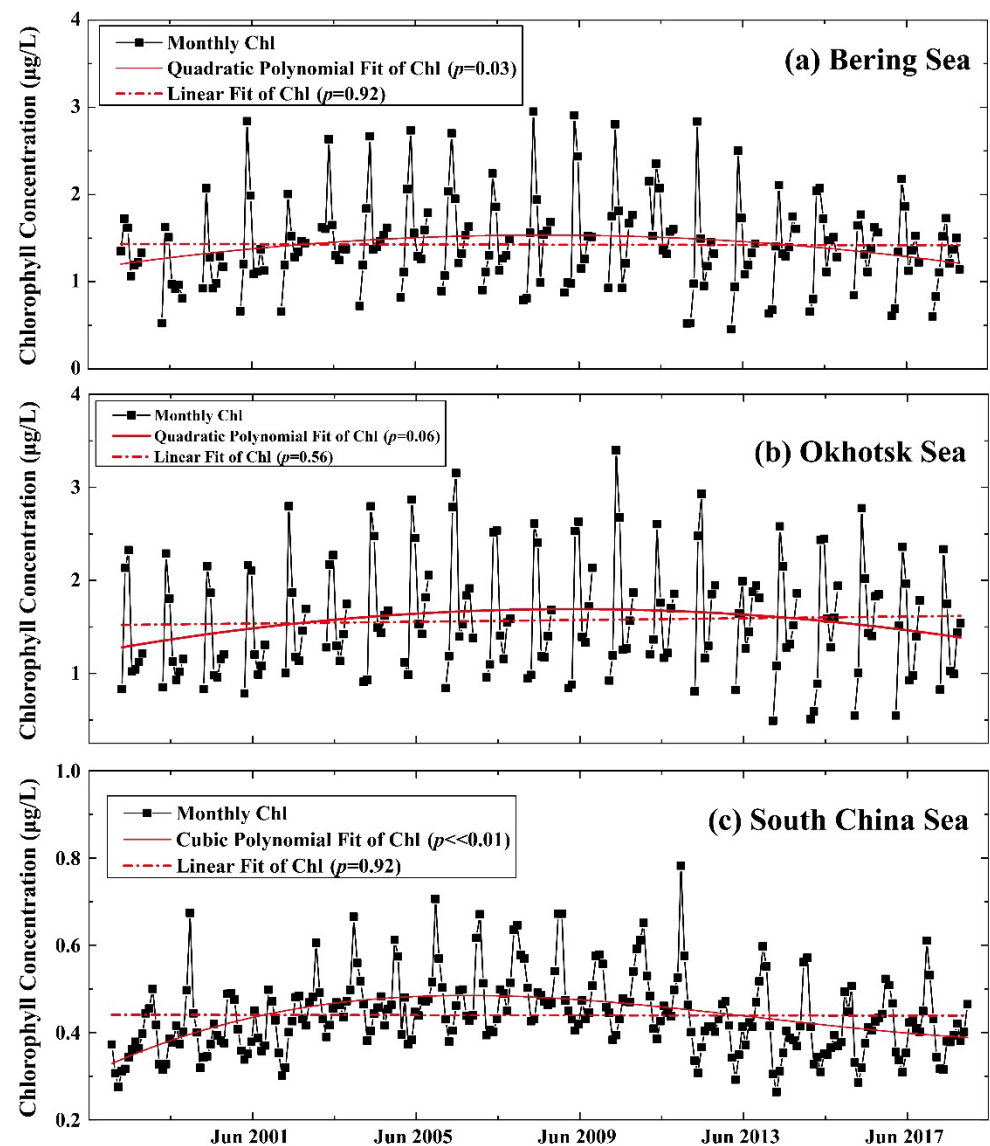 Chlorophyll Concentration (μg/L)
4
3
2
1
0
Monthly Chl
Quadratic Polynomial Fit of Chl (p=0.03)
Linear Fit of Chl (p=0.92)
(a) Bering Sea
Chlorophyll Concentration (μg/L)
4
3
2
1
Monthly Chl
Quadratic Polynomial Fit of Chl (p=0.06)
Linear Fit of Chl (p=0.56)
(b) Okhotsk Sea
Chlorophyll Concentration (μg/L)
1.0
0.8
0.6
0.4
0.2
Monthly Chl
Cubic Polynomial Fit of Chl (p<<0.01)
Linear Fit of Chl (p=0.92)
(c) South China Sea
Jun 2001 Jun 2005 Jun 2009 Jun 2013 Jun 2017